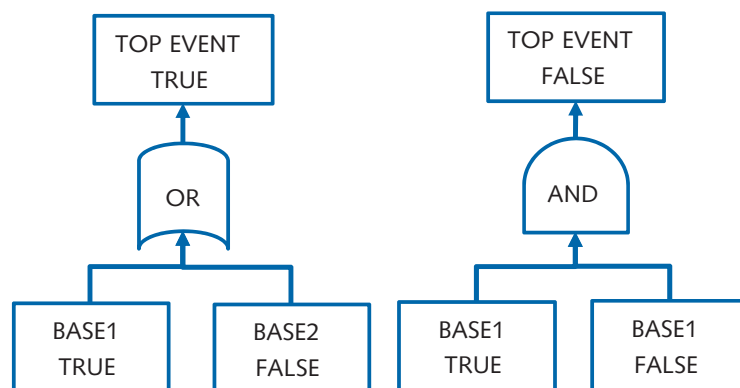 TOP EVENT
TRUE
OR
BASE1
TRUE
BASE2
FALSE
TOP EVENT
FALSE
AND
BASE1
TRUE
BASE1
FALSE